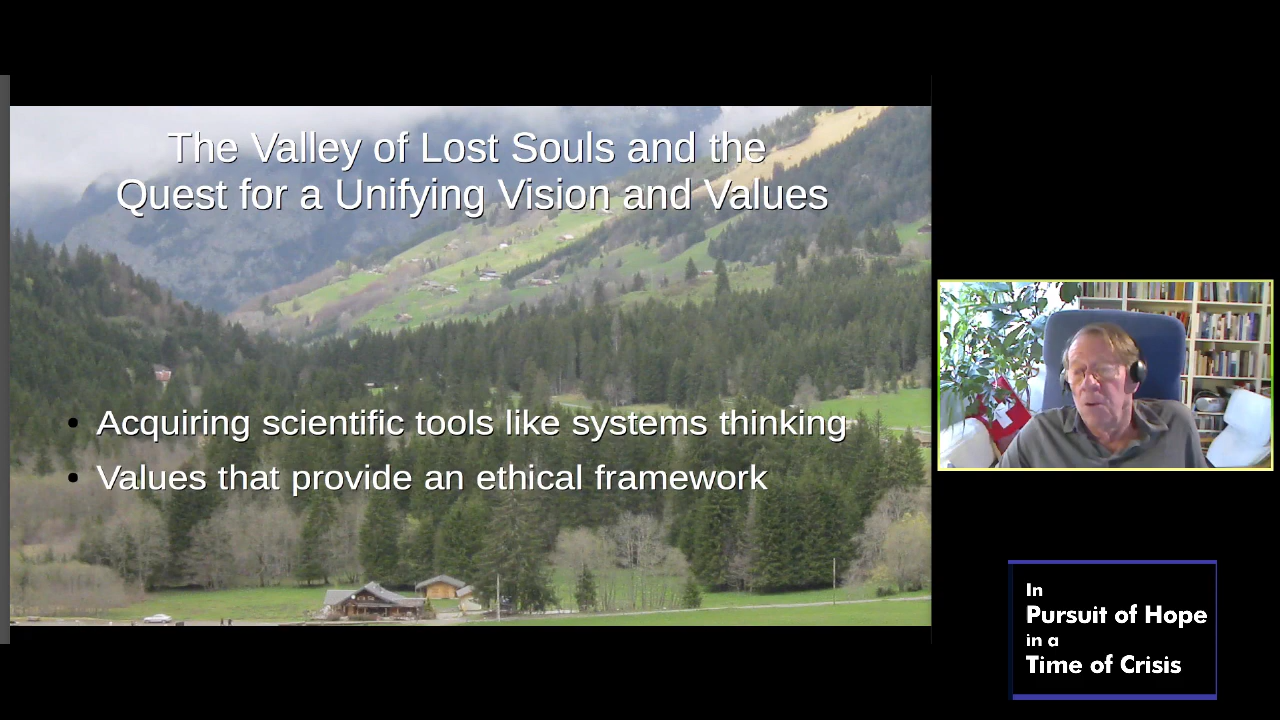 The Valley of Lost Souls and the
Quest for a Unifying Vision and Values
• Acquiring scientific tools like systems thinking
• Values that provide an ethical framework
In
Pursuit of Hope
in a
Time of Crisis